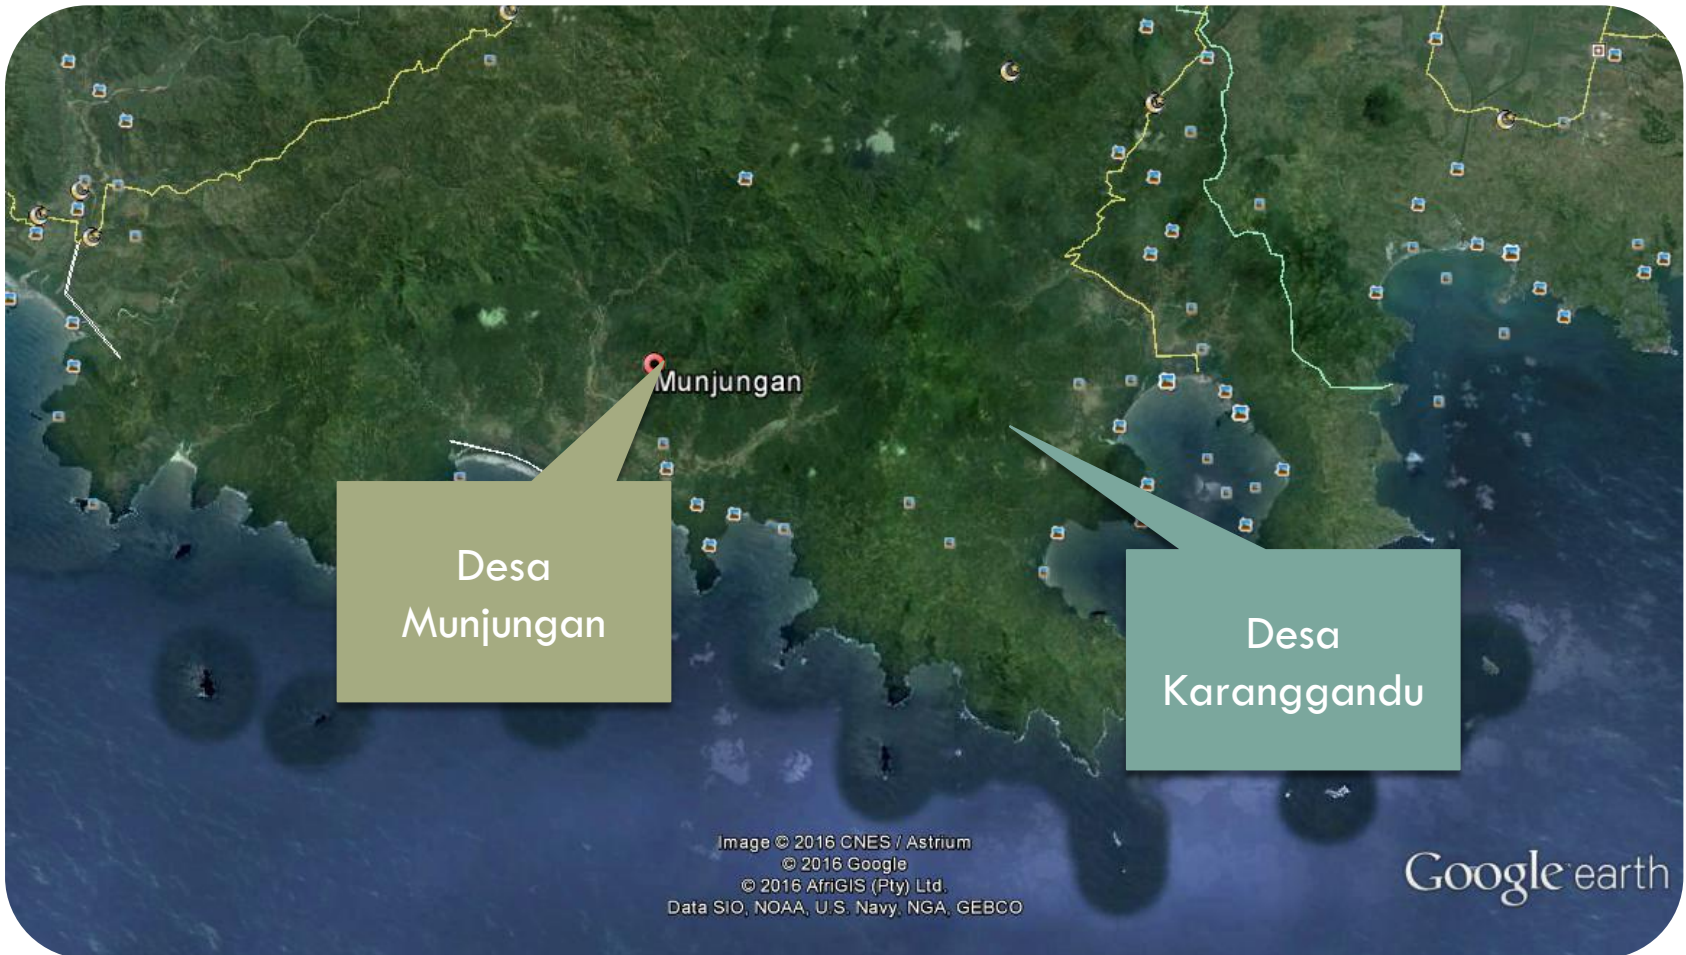 Munjungan
Desa
Munjungan
Desa
Karanggandu
Image © 2016 CNES / Astrium
© 2016 Google
© 2016 AfriGIS (Pty) Ltd.
Data SIO, NOAA, U.S. Navy, NGA, GEBCO
Google earth